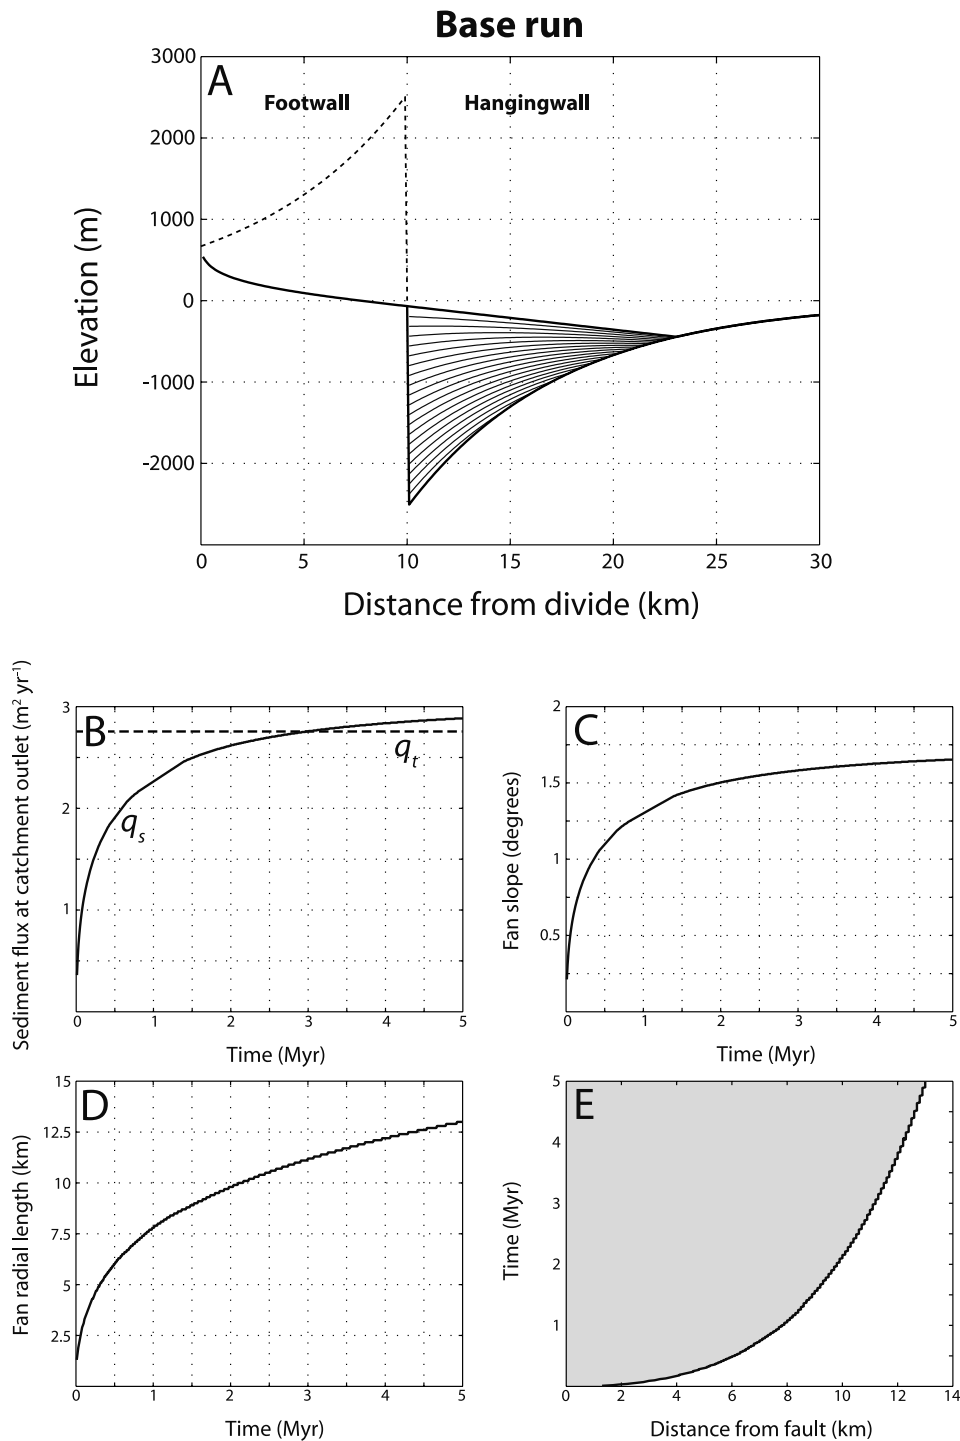 Base run
3000
A
Footwall
Hangingwall
2000
1000
0
-1000
-2000
Elevation (m)
0 5 10 15 20 25 30
Distance from divide (km)
Sediment flux at catchment outlet (m² yr⁻¹)
3
2
1
B
qt
qs
0 1 2 3 4 5
Time (Myr)
Fan slope (degrees)
2
1.5
1
0.5
C
0 1 2 3 4 5
Time (Myr)
Fan radial length (km)
15
12.5
10
7.5
5
2.5
D
0 1 2 3 4 5
Time (Myr)
Time (Myr)
E
5
4
3
2
1
0 2 4 6 8 10 12 14
Distance from fault (km)